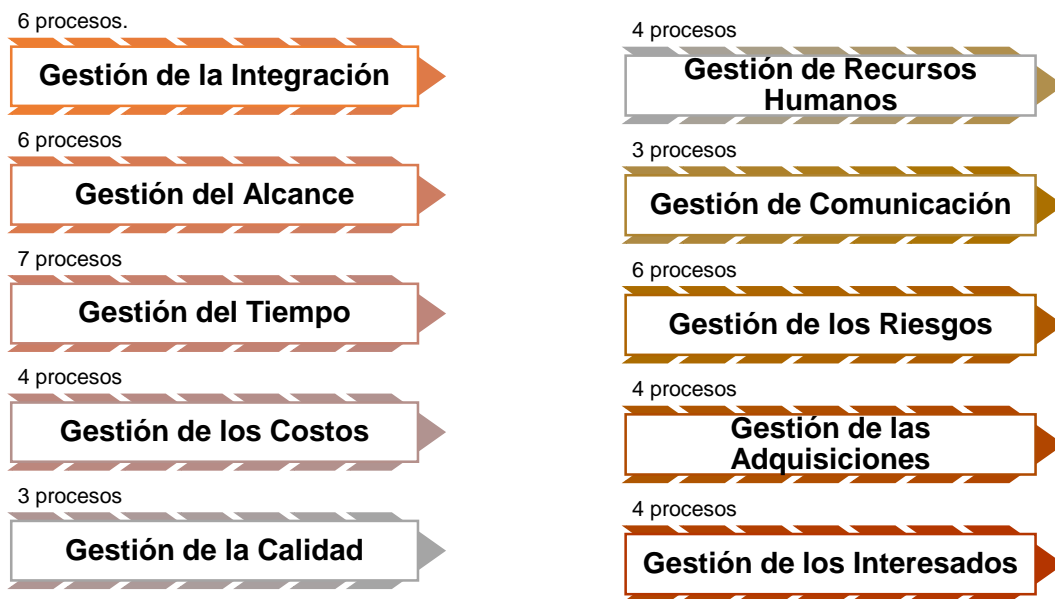 6 procesos.
Gestión de la Integración
6 procesos
Gestión del Alcance
7 procesos
Gestión del Tiempo
4 procesos
Gestión de los Costos
3 procesos
Gestión de la Calidad
4 procesos
Gestión de Recursos
Humanos
3 procesos
Gestión de Comunicación
6 procesos
Gestión de los Riesgos
4 procesos
Gestión de las
Adquisiciones
4 procesos
Gestión de los Interesados